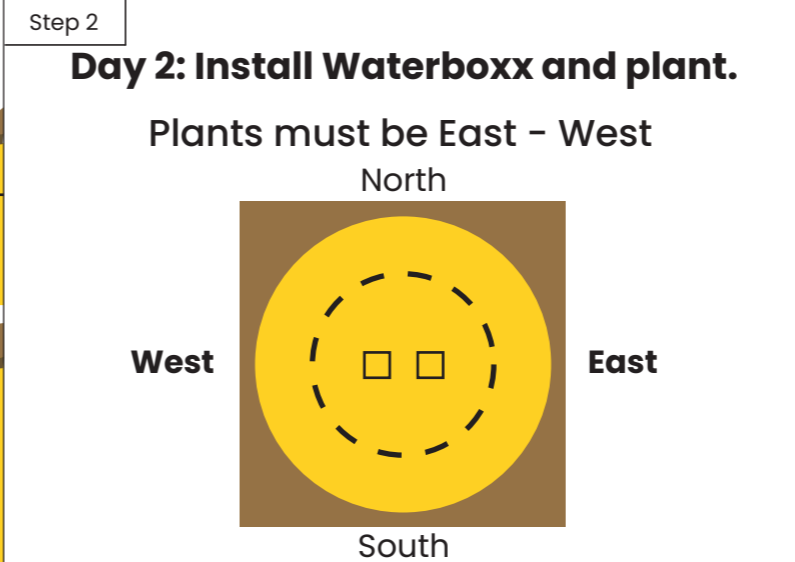 Step 2
Day 2: Install Waterboxx and plant.
Plants must be East - West
North
West
East
South